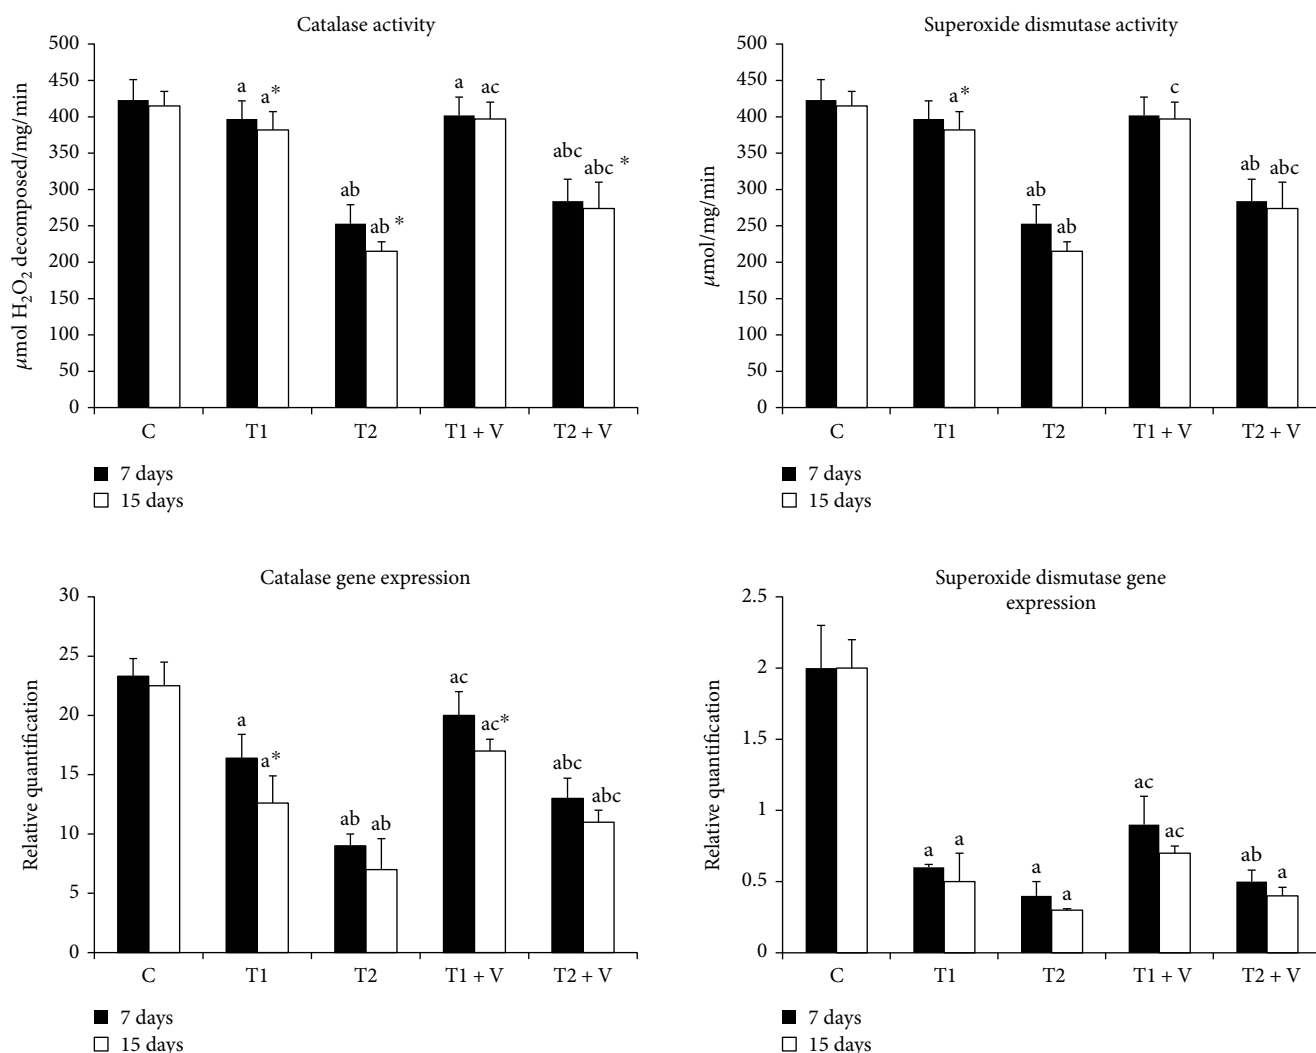 Catalase activity
500
450
400
350
300
250
200
150
100
50
0
μmol H₂O₂ decomposed/mg/min
a
a*
ab
ab*
a
ac
abc
abc*
C
T1
T2
T1 + V
T2 + V
7 days
15 days
Superoxide dismutase activity
500
450
400
350
300
250
200
150
100
50
0
μmol/mg/min
a*
ab
ab
c
ab
abc
C
T1
T2
T1 + V
T2 + V
7 days
15 days
Catalase gene expression
30
25
20
15
10
5
0
Relative quantification
a
a*
ab
ab
ac
ac*
abc
abc
C
T1
T2
T1 + V
T2 + V
7 days
15 days
Superoxide dismutase gene
expression
2.5
2
1.5
1
0.5
0
Relative quantification
a
a
a
a
ac
ac
ab
a
C
T1
T2
T1 + V
T2 + V
7 days
15 days